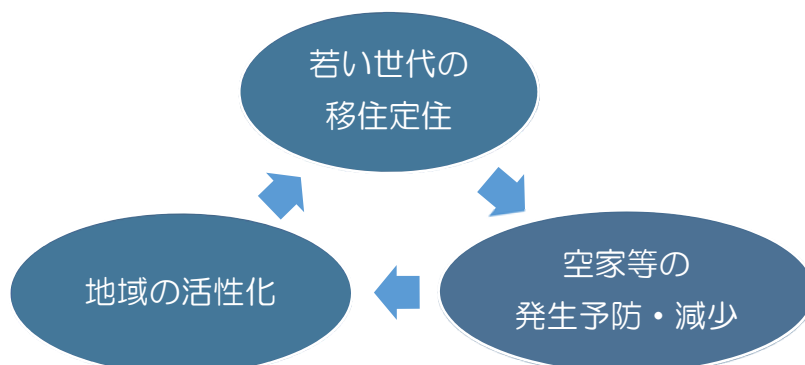 若い世代の
移住定住
空家等の
発生予防・減少
地域の活性化